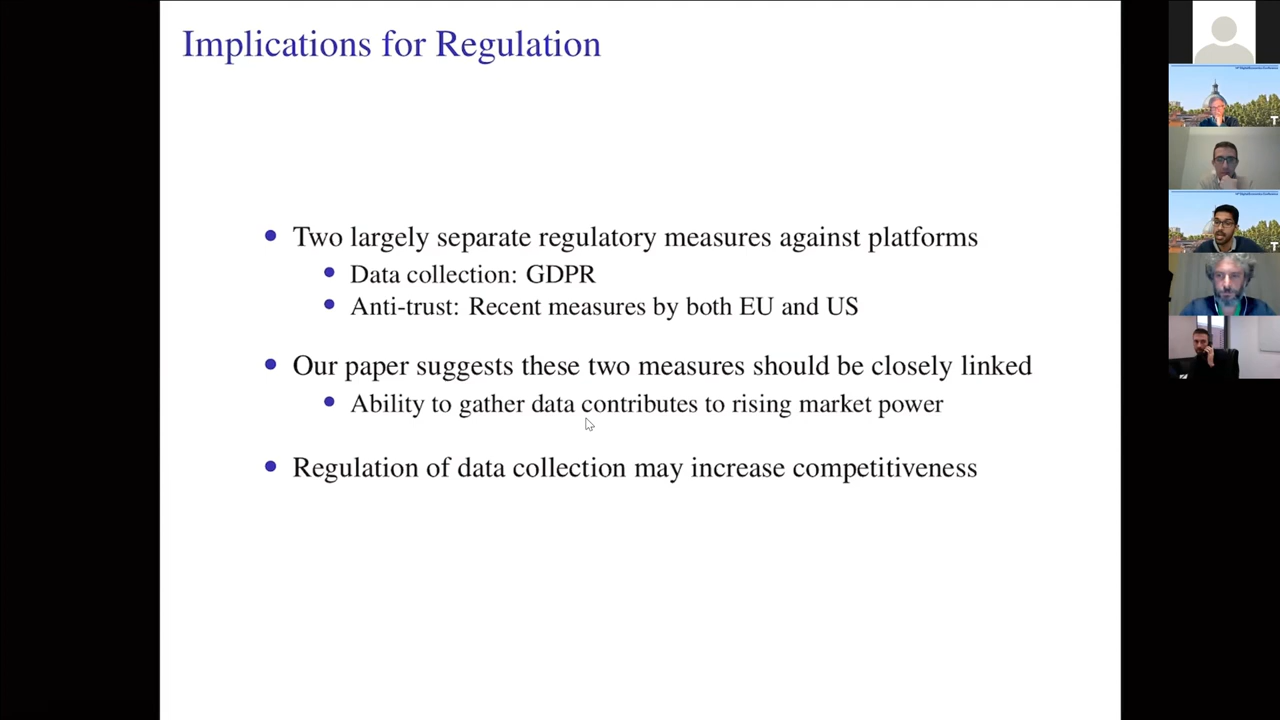 Implications for Regulation
Two largely separate regulatory measures against platforms
Data collection: GDPR
Anti-trust: Recent measures by both EU and US
Our paper suggests these two measures should be closely linked
Ability to gather data contributes to rising market power
Regulation of data collection may increase competitiveness